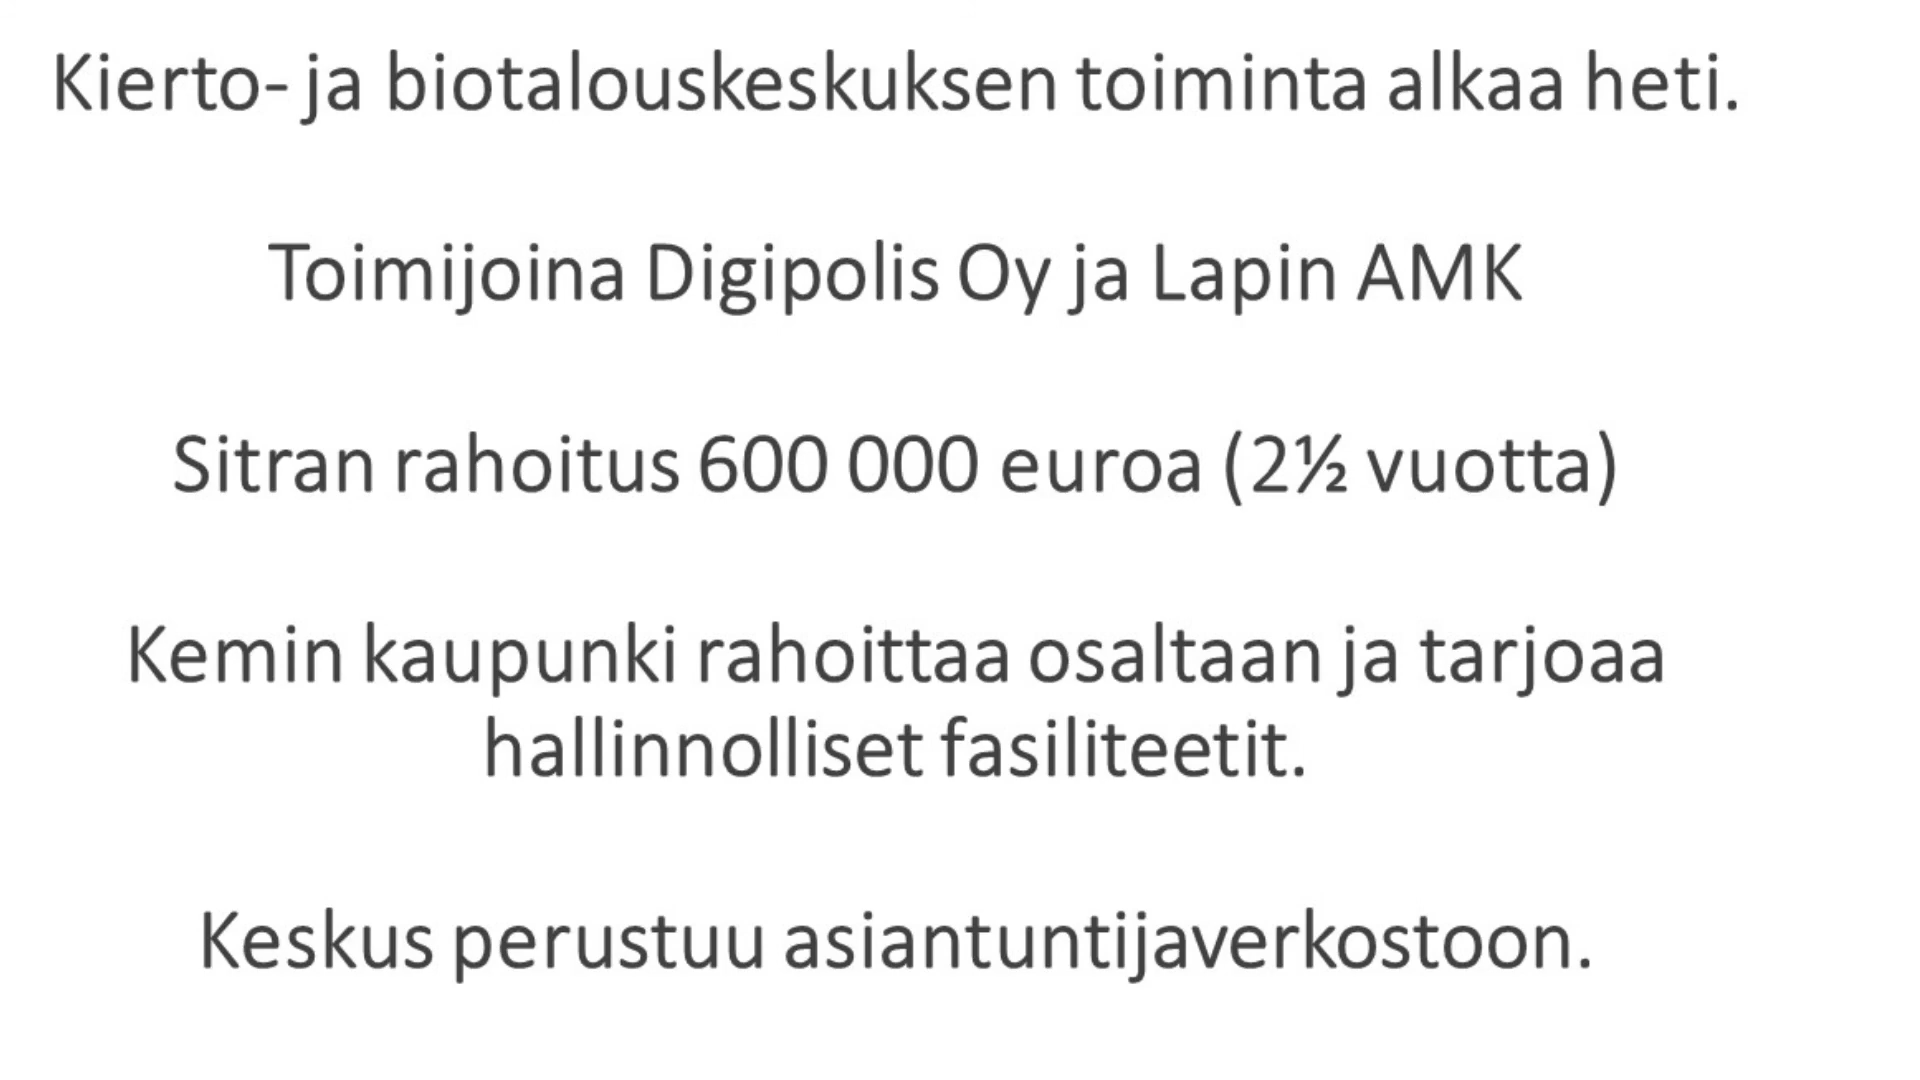 Kierto- ja biotalouskeskuksen toiminta alkaa heti.
Toimijoina Digipolis Oy ja Lapin AMK
Sitran rahoitus 600 000 euroa (2½ vuotta)
Kemin kaupunki rahoittaa osaltaan ja tarjoaa
hallinnolliset fasiliteetit.
Keskus perustuu asiantuntijaverkostoon.